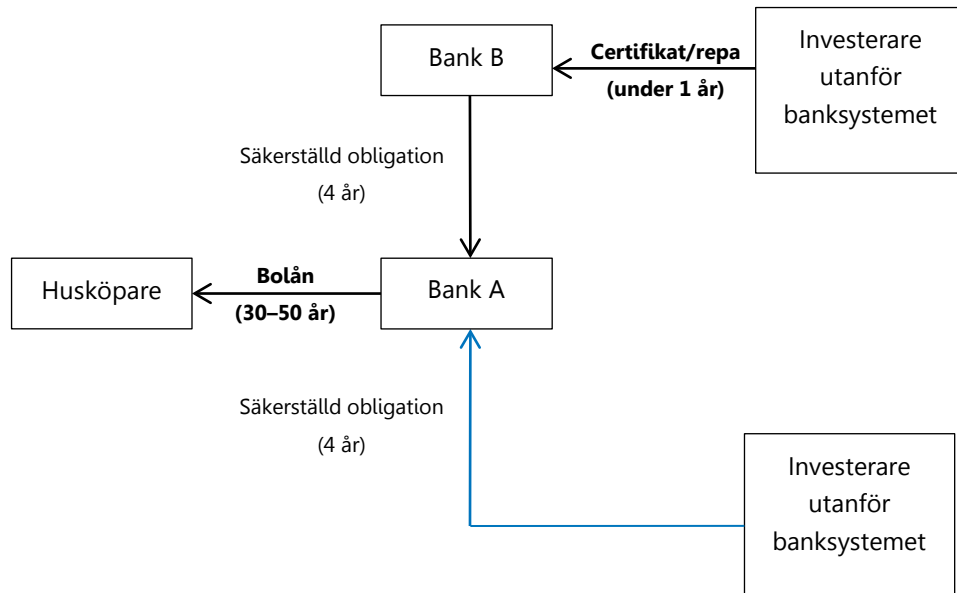 Bank B
Certifikat/repa
(under 1 år)
Investerare
utanför
banksystemet
Säkerställd obligation
(4 år)
Husköpare
Bolån
(30–50 år)
Bank A
Säkerställd obligation
(4 år)
Investerare
utanför
banksystemet